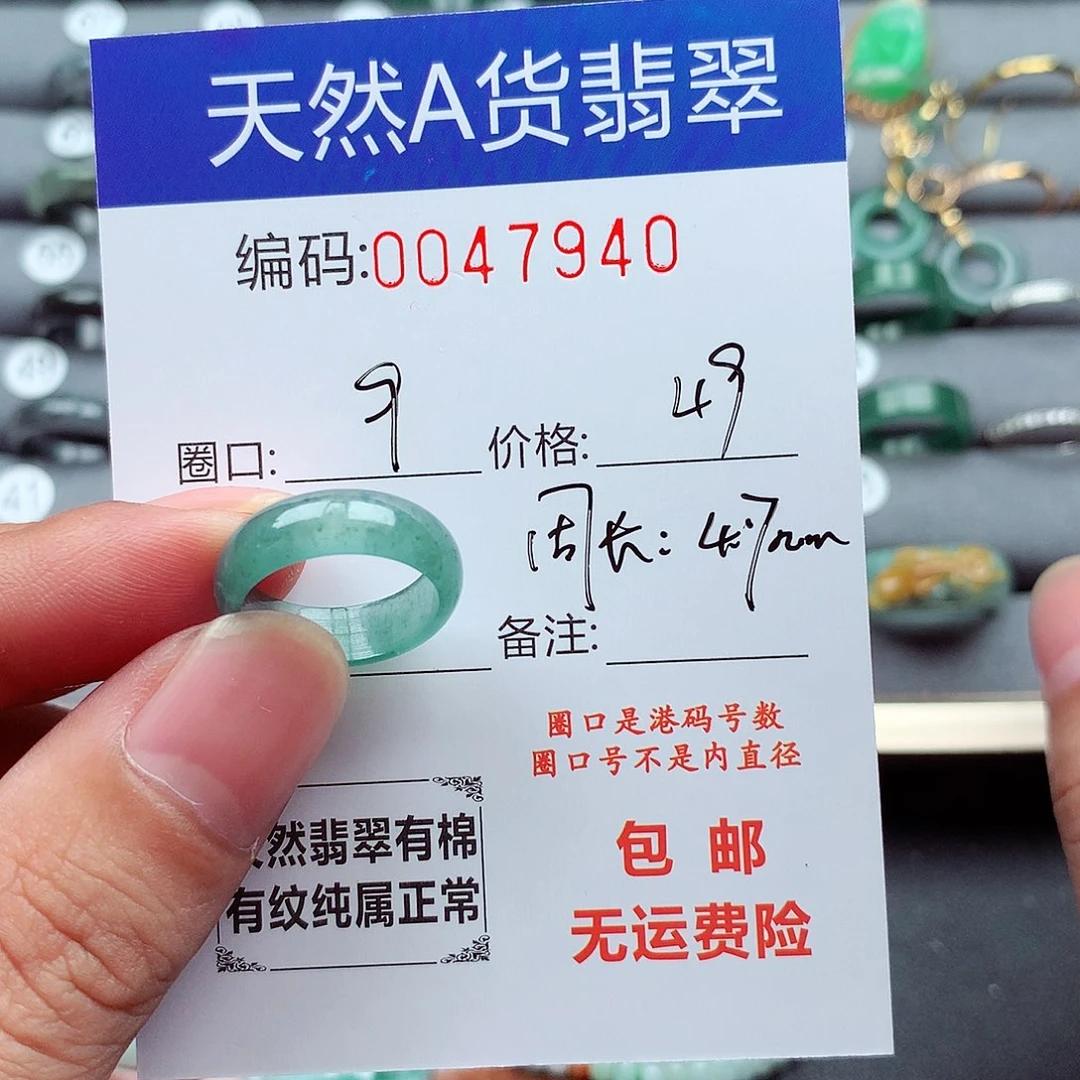 天然A货翡翠
编码:0047940
圈口: 9 价格: 49
周长: 47mm
备注:
圈口是港码号数
圈口号不是内直径
然翡翠有棉
有纹纯属正常
包邮
无运费险
49
41